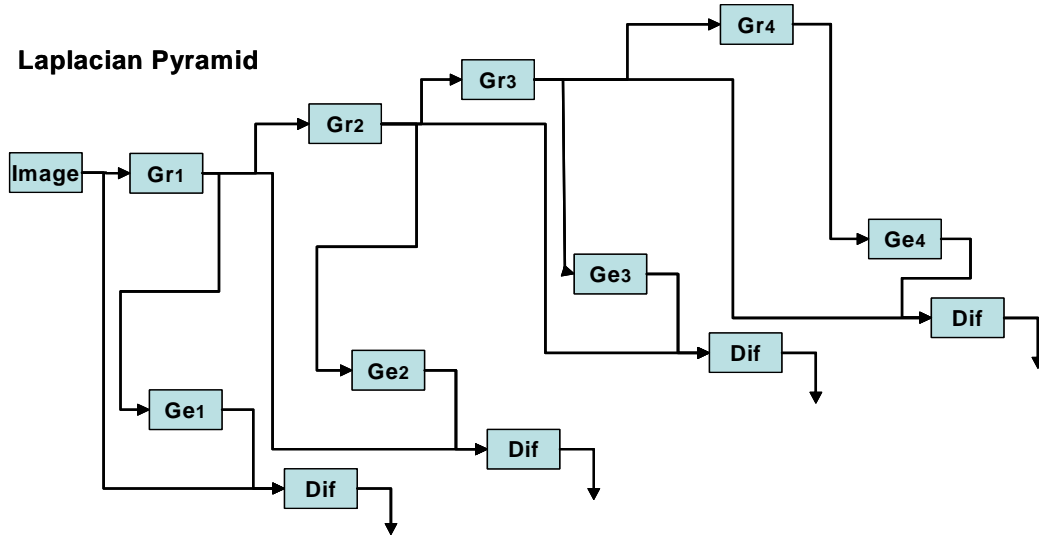 Laplacian Pyramid
Gr4
Gr3
Gr2
Image
Gr1
Ge4
Ge3
Dif
Dif
Ge2
Ge1
Dif
Dif